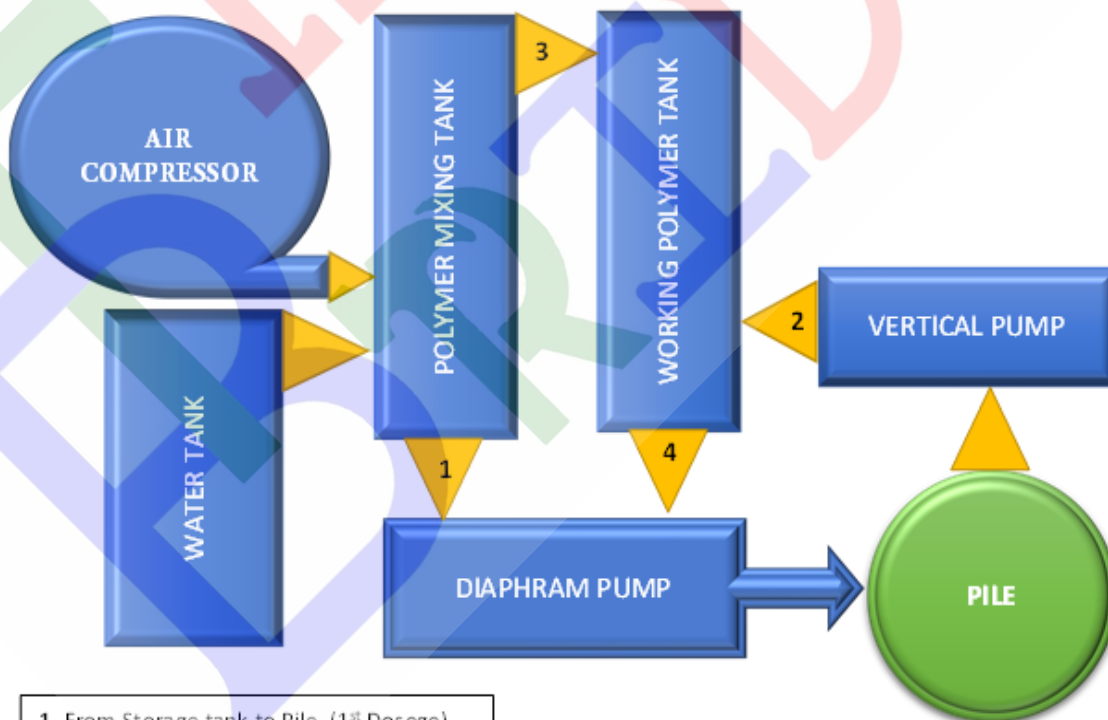 AIR
COMPRESSOR
POLYMER MIXING TANK
3
WORKING POLYMER TANK
2
VERTICAL PUMP
WATER TANK
1
4
DIAPHRAM PUMP
PILE
1 From Storage tank to Pile (1st Dosage)